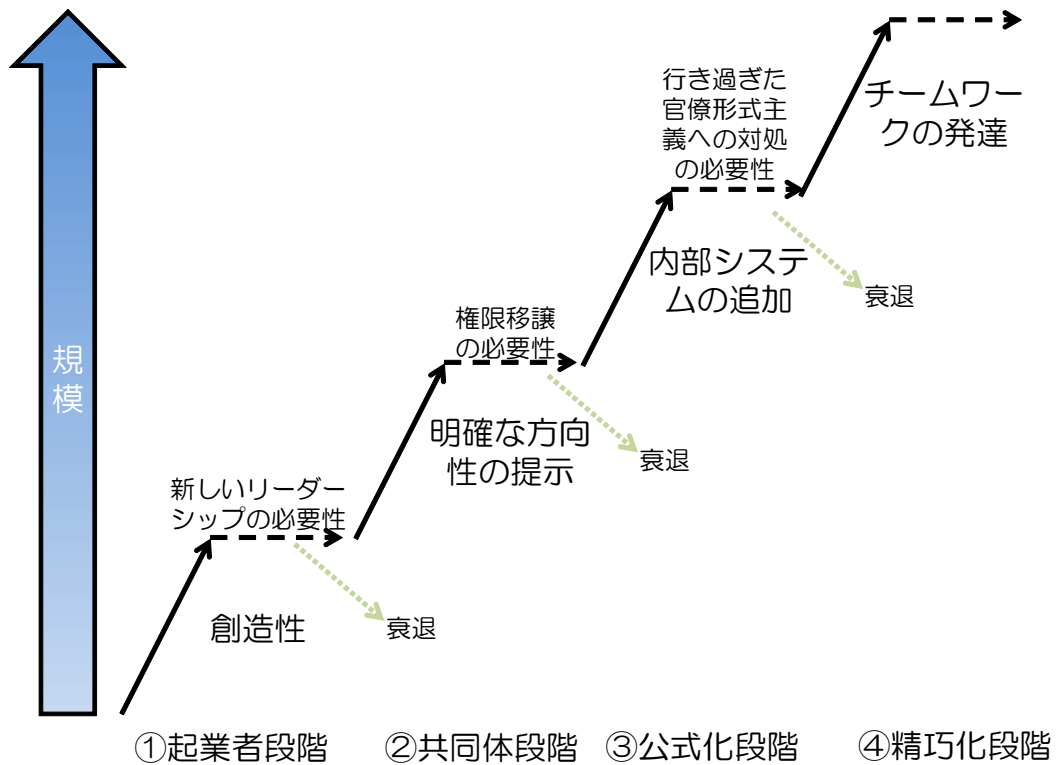 行き過ぎた
官僚形式主
義への対処
の必要性
チームワー
クの発達
内部システ
ムの追加
衰退
権限移譲
の必要性
規
模
明確な方向
性の提示
衰退
新しいリーダー
シップの必要性
創造性
衰退
①起業者段階
②共同体段階
③公式化段階
④精巧化段階